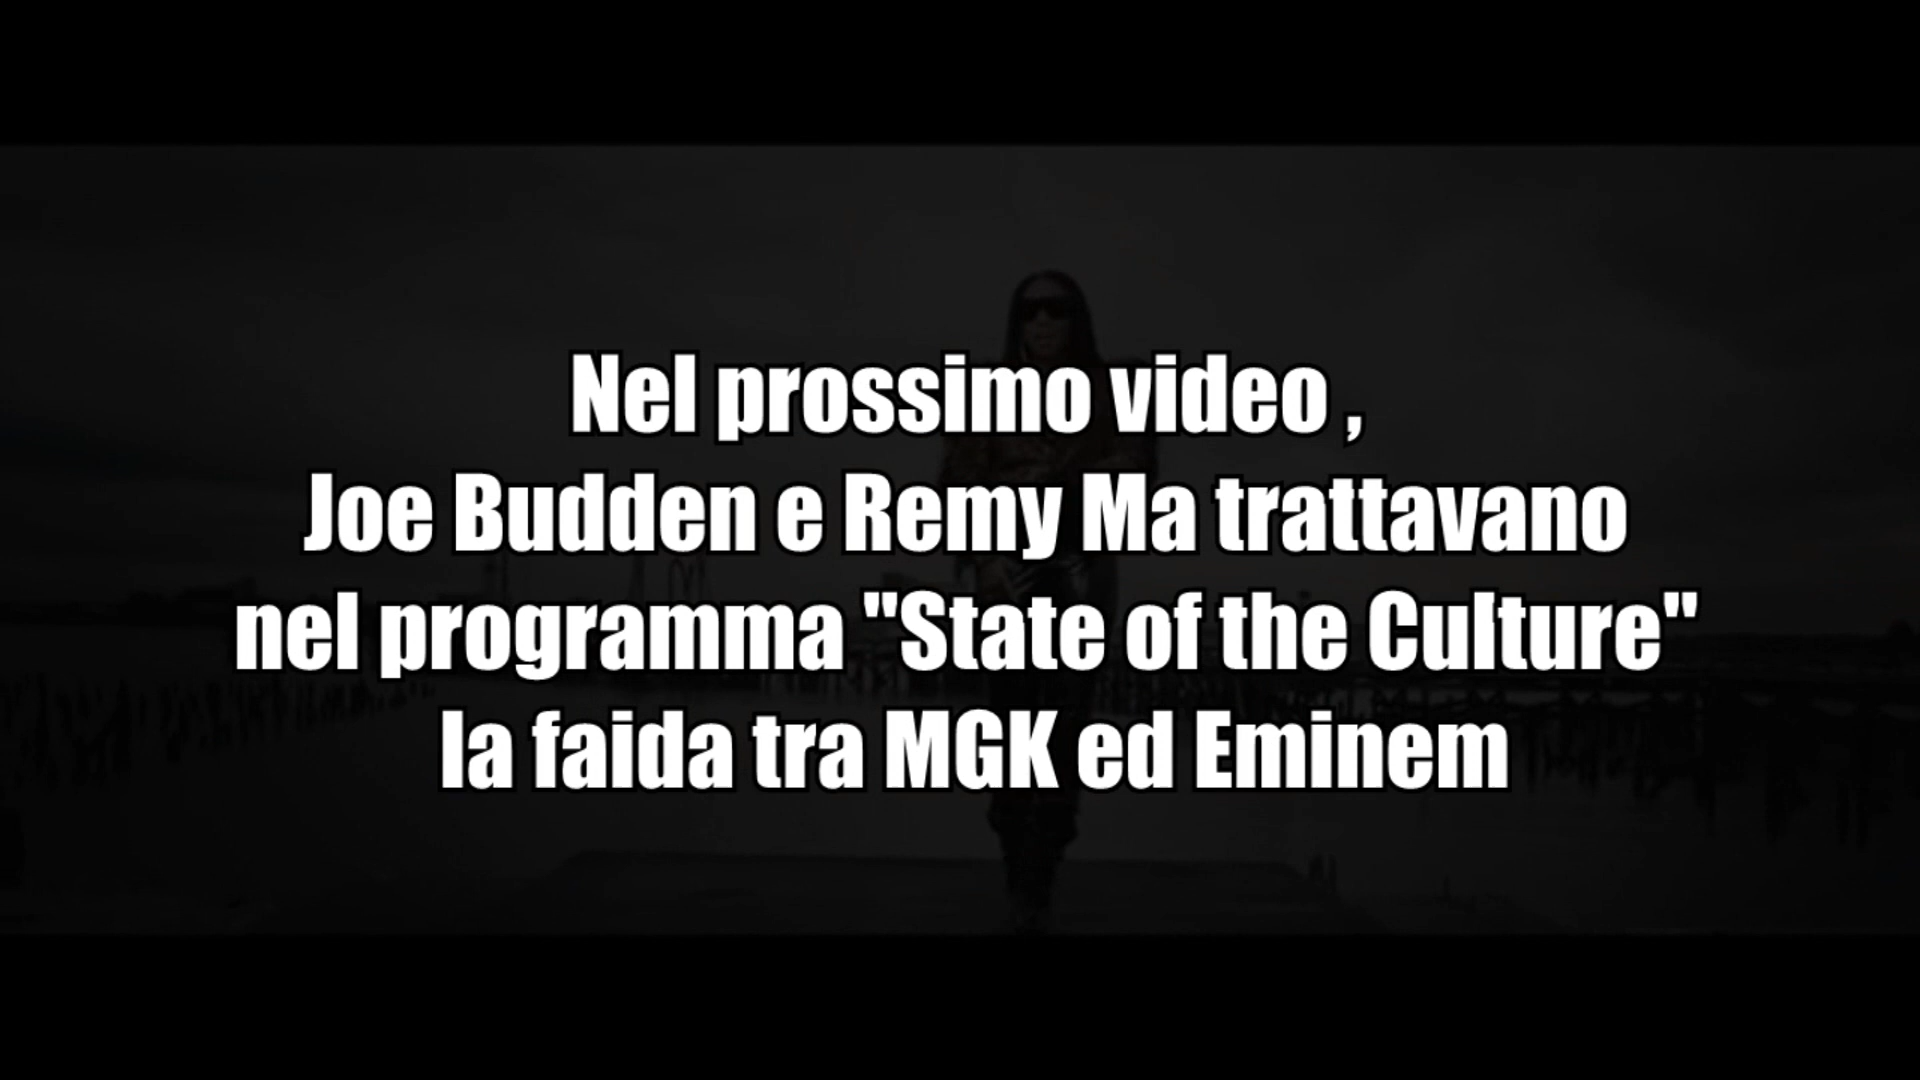 Nel prossimo video ,
Joe Budden e Remy Ma trattavano
nel programma "State of the Culture"
la faida tra MGK ed Eminem